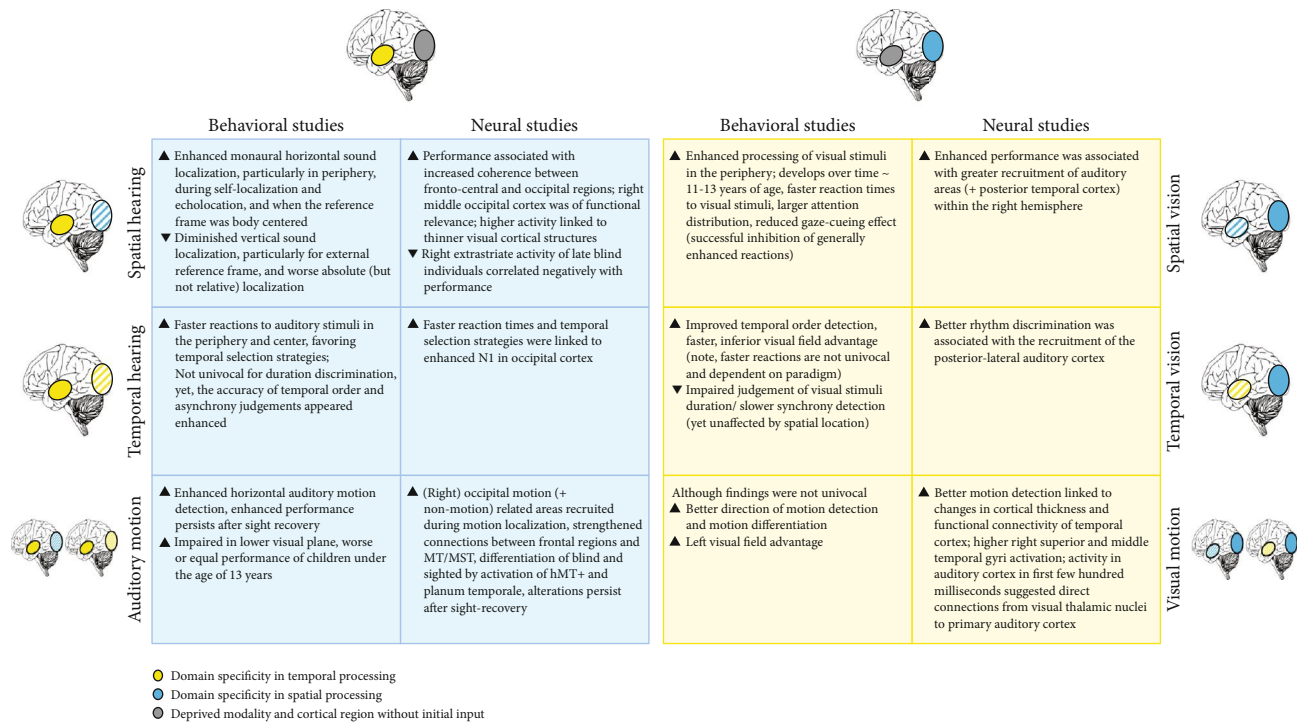 Behavioral studies
Neural studies
Behavioral studies
Neural studies
Spatial hearing
▲ Enhanced monaural horizontal sound
localization, particularly in periphery,
during self-localization and
echolocation, and when the reference
frame was body centered
▼ Diminished vertical sound
localization, particularly for external
reference frame, and worse absolute (but
not relative) localization
▲ Performance associated with
increased coherence between
fronto-central and occipital regions; right
middle occipital cortex was of functional
relevance; higher activity linked to
thinner visual cortical structures
▼ Right extrastriate activity of late blind
individuals correlated negatively with
performance
▲ Enhanced processing of visual stimuli
in the periphery; develops over time ~
11-13 years of age, faster reaction times
to visual stimuli, larger attention
distribution, reduced gaze-cueing effect
(successful inhibition of generally
enhanced reactions)
▲ Enhanced performance was associated
with greater recruitment of auditory
areas (+ posterior temporal cortex)
within the right hemisphere
Spatial vision
Temporal hearing
▲ Faster reactions to auditory stimuli in
the periphery and center, favoring
temporal selection strategies;
Not univocal for duration discrimination,
yet, the accuracy of temporal order and
asynchrony judgements appeared
enhanced
▲ Faster reaction times and temporal
selection strategies were linked to
enhanced N1 in occipital cortex
▲ Improved temporal order detection,
faster, inferior visual field advantage
(note, faster reactions are not univocal
and dependent on paradigm)
▼ Impaired judgement of visual stimuli
duration/ slower synchrony detection
(yet unaffected by spatial location)
▲ Better rhythm discrimination was
associated with the recruitment of the
posterior-lateral auditory cortex
Temporal vision
Auditory motion
▲ Enhanced horizontal auditory motion
detection, enhanced performance
persists after sight recovery
▲ Impaired in lower visual plane, worse
or equal performance of children under
the age of 13 years
▲ (Right) occipital motion (+
non-motion) related areas recruited
during motion localization, strengthened
connections between frontal regions and
MT/MST, differentiation of blind and
sighted by activation of hMT+ and
planum temporale, alterations persist
after sight-recovery
Although findings were not univocal
▲ Better direction of motion detection
and motion differentiation
▲ Left visual field advantage
▲ Better motion detection linked to
changes in cortical thickness and
functional connectivity of temporal
cortex; higher right superior and middle
temporal gyri activation; activity in
auditory cortex in first few hundred
milliseconds suggested direct
connections from visual thalamic nuclei
to primary auditory cortex
Visual motion
Domain specificity in temporal processing
Domain specificity in spatial processing
Deprived modality and cortical region without initial input